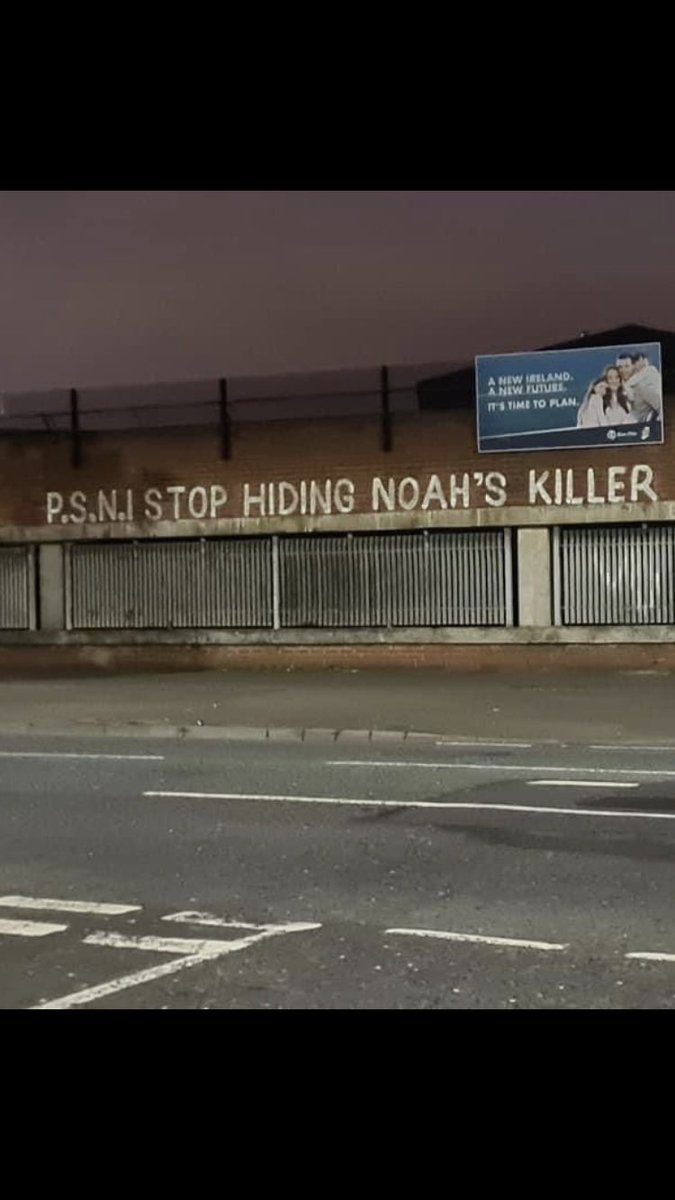 A NEW IRELAND.
A NEW FUTURE.
IT'S TIME TO PLAN.
P.S.N.I STOP HIDING NOAH'S KILLER